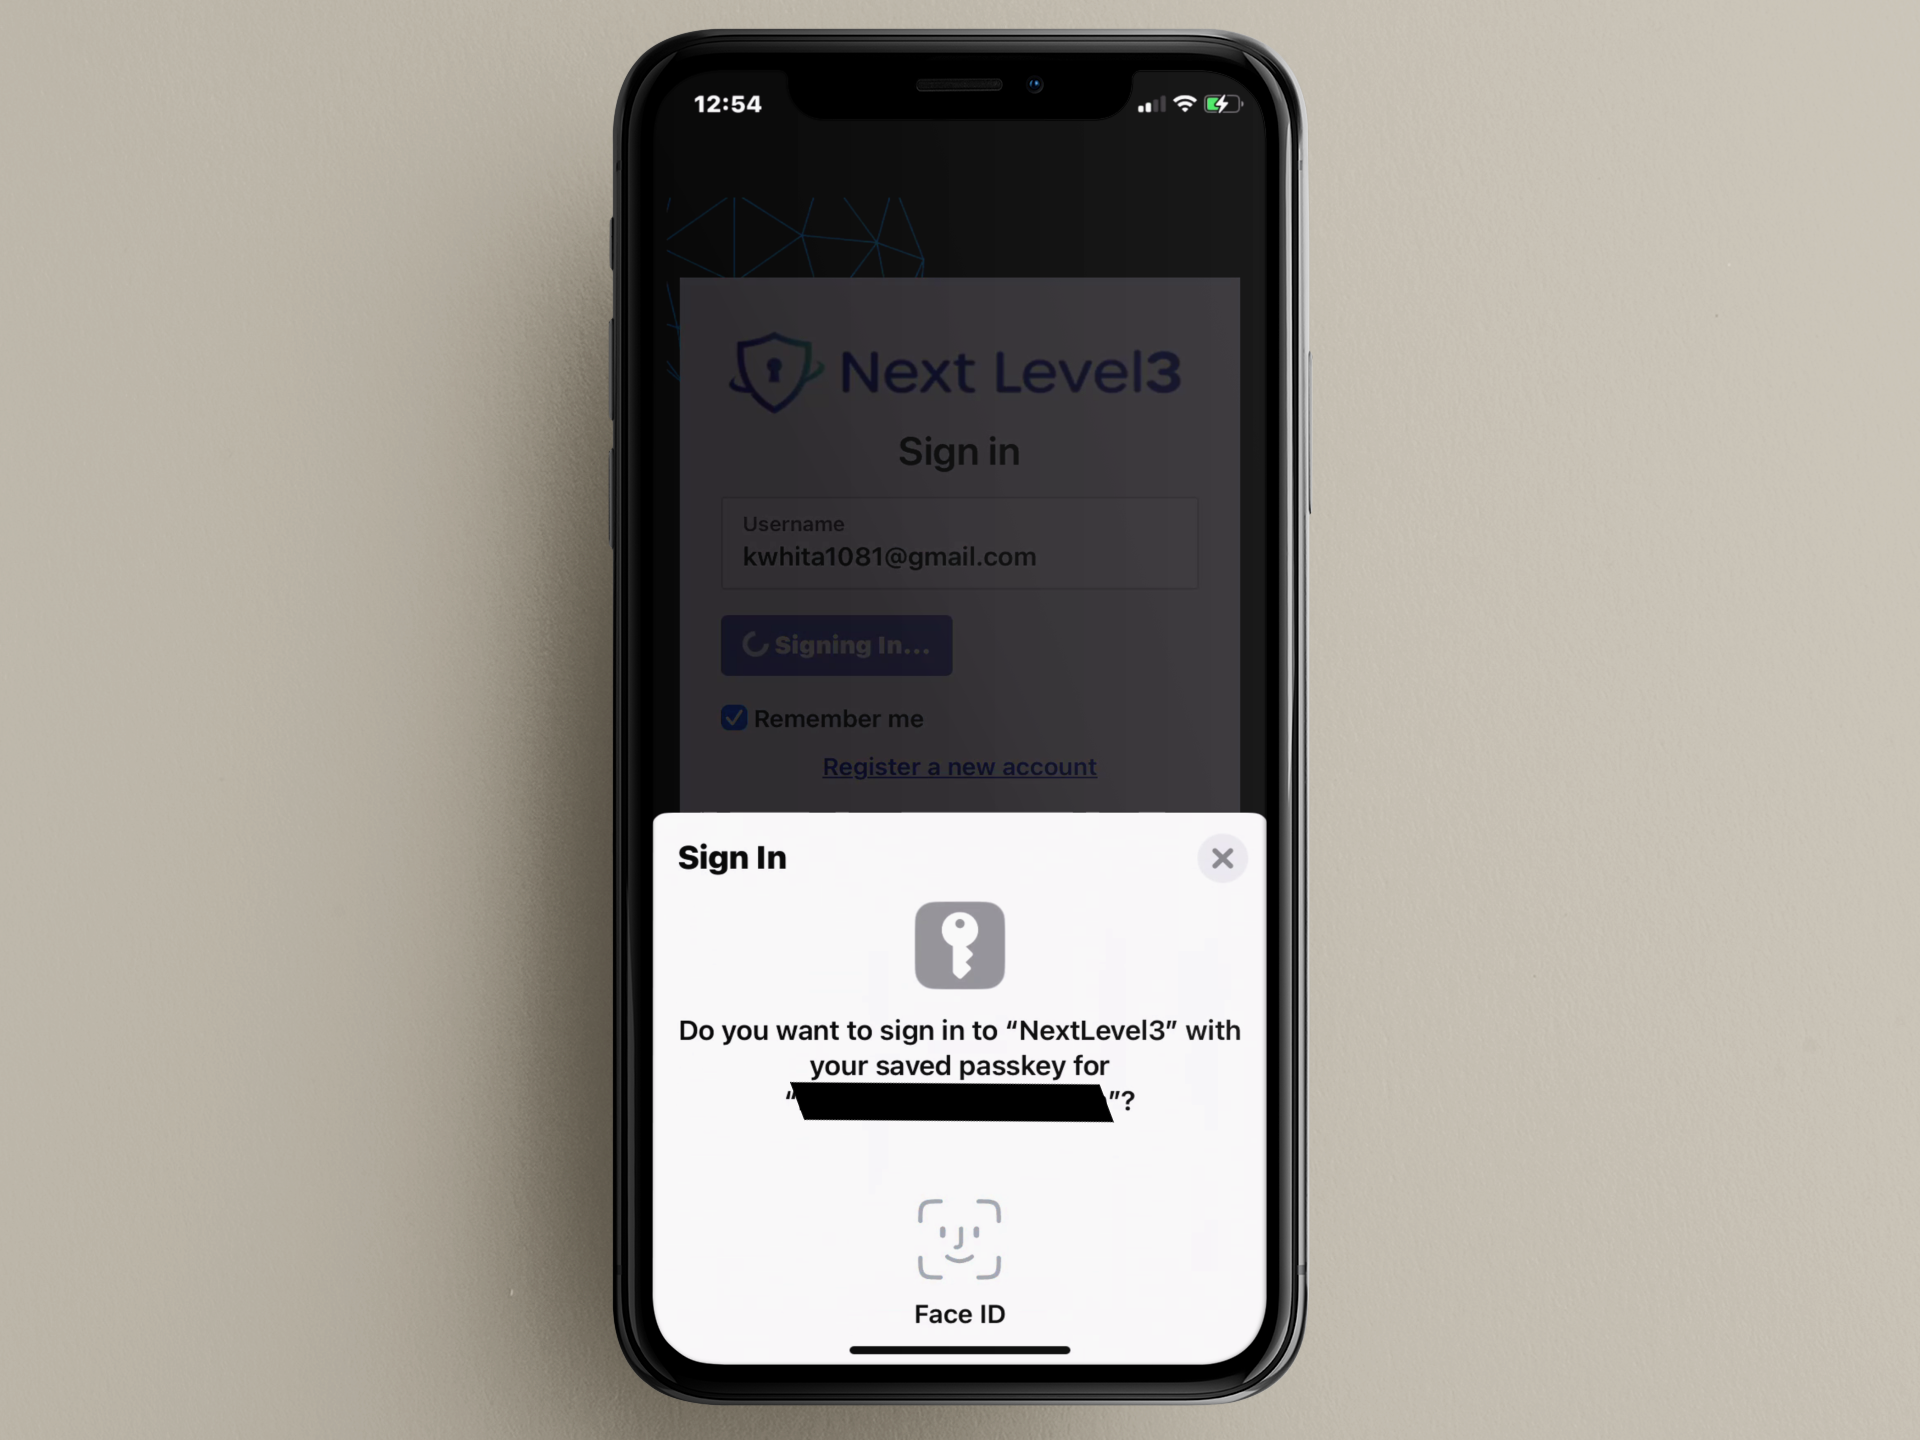 12:54
Next Level3
Sign in
Username
kwhita1081@gmail.com
Signing In...
Remember me
Register a new account
Sign In
Do you want to sign in to “NextLevel3” with
your saved passkey for
“”?
Face ID